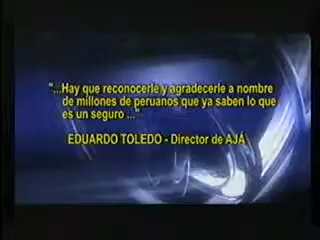 "...Hay que reconocerle y agradecerle a nombre
de millones de peruanos que ya saben lo que
es un seguro ..."
EDUARDO TOLEDO - Director de AJÁ